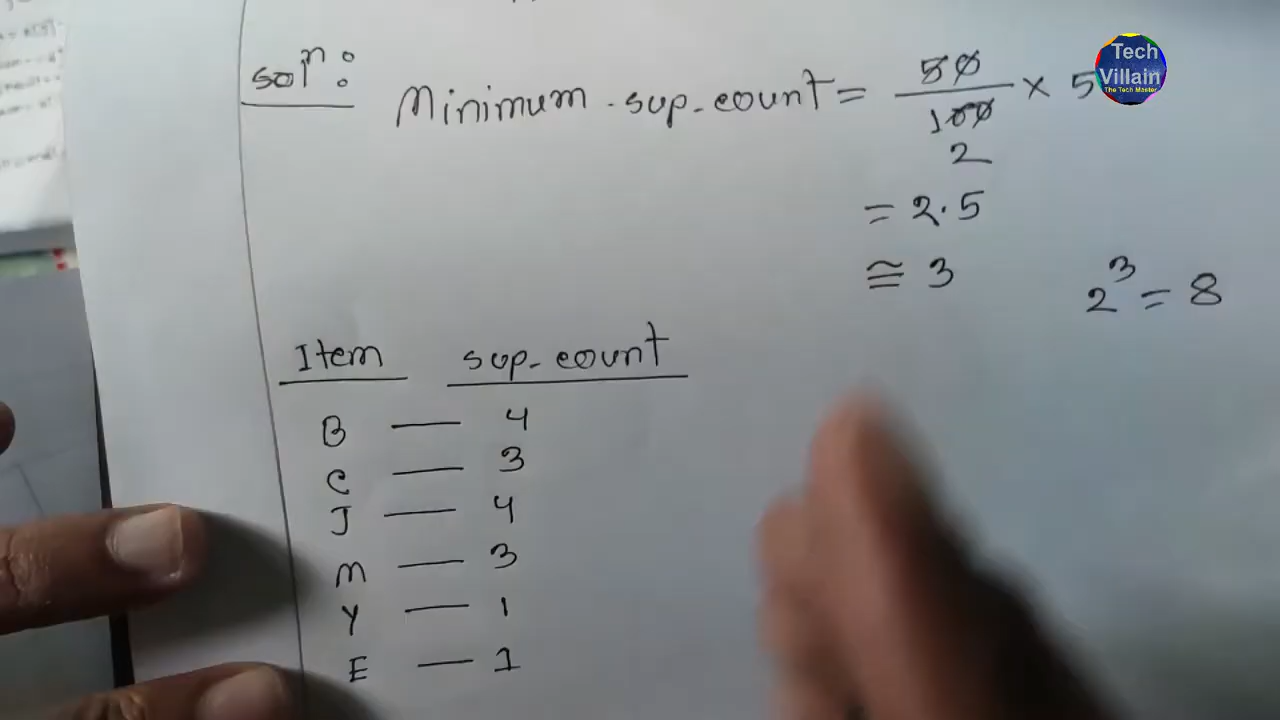 Solⁿ:
Minimum-sup-count = 50/100 × 5
2
= 2.5
≅ 3
2³ = 8
Item sup-count
B — 4
C — 3
J — 4
M — 3
Y — 1
E — 1
Tech
Villain
The Tech Master